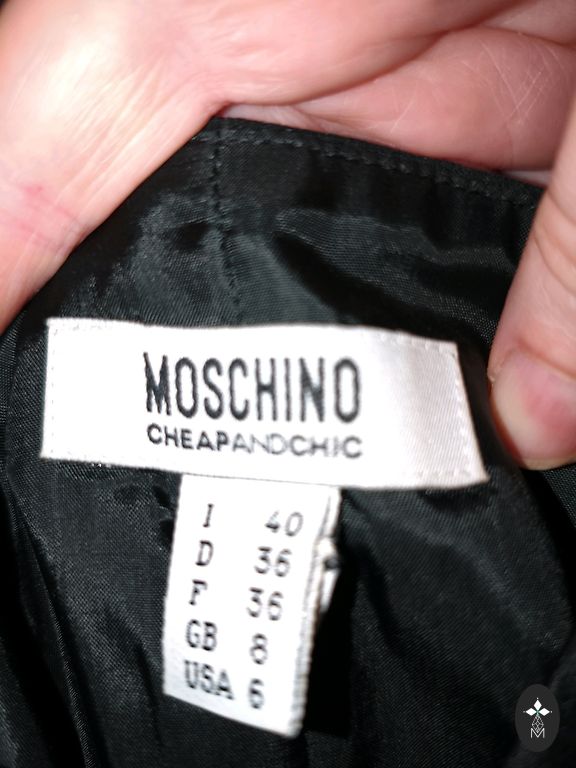 MOSCHINO
CHEAPANDCHIC
I 40
D 36
F 36
GB 8
USA 6
M